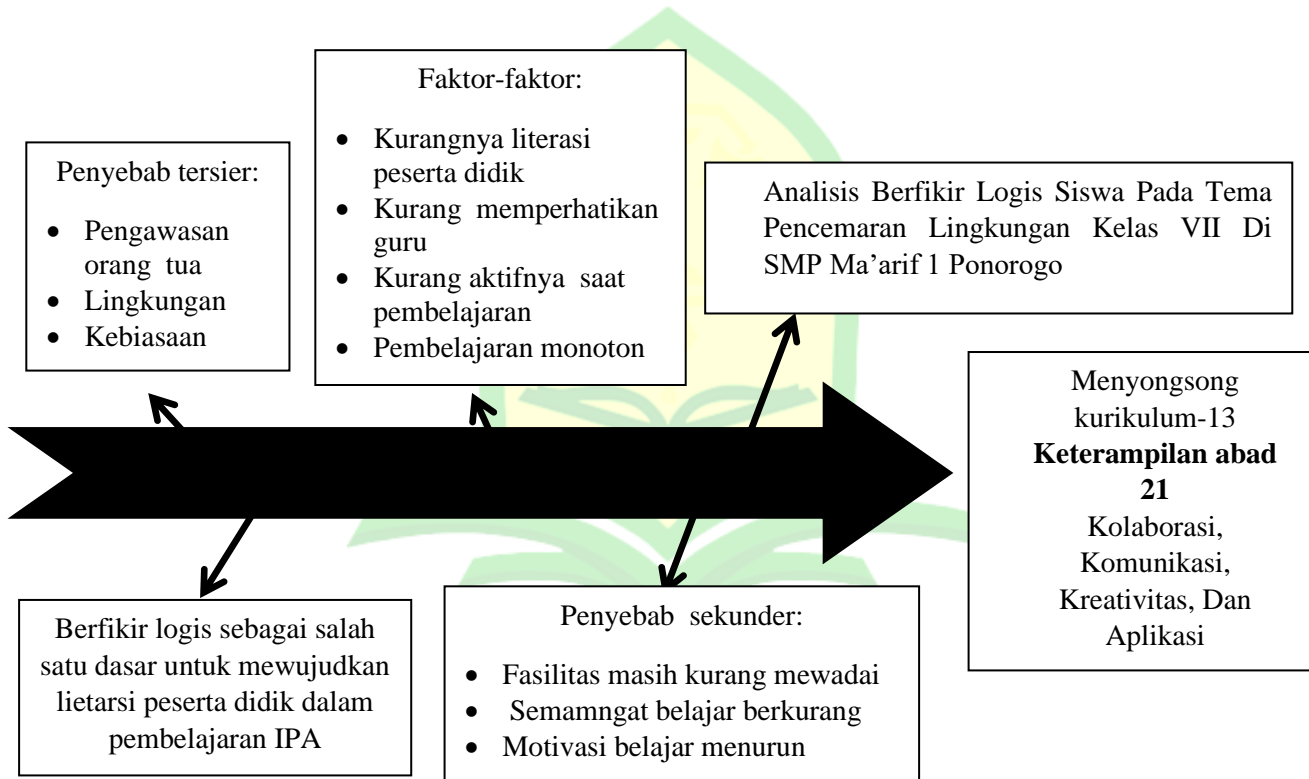 Penyebab tersier:
• Pengawasan
orang tua
• Lingkungan
• Kebiasaan
Faktor-faktor:
• Kurangnya literasi
peserta didik
• Kurang memperhatikan
guru
• Kurang aktifnya saat
pembelajaran
• Pembelajaran monoton
Analisis Berfikir Logis Siswa Pada Tema
Pencemaran Lingkungan Kelas VII Di
SMP Ma’arif 1 Ponorogo
Menyongsong
kurikulum-13
Keterampilan abad
21
Kolaborasi,
Komunikasi,
Kreativitas, Dan
Aplikasi
Berfikir logis sebagai salah
satu dasar untuk mewujudkan
lietarsi peserta didik dalam
pembelajaran IPA
Penyebab sekunder:
• Fasilitas masih kurang mewadai
• Semamngat belajar berkurang
• Motivasi belajar menurun